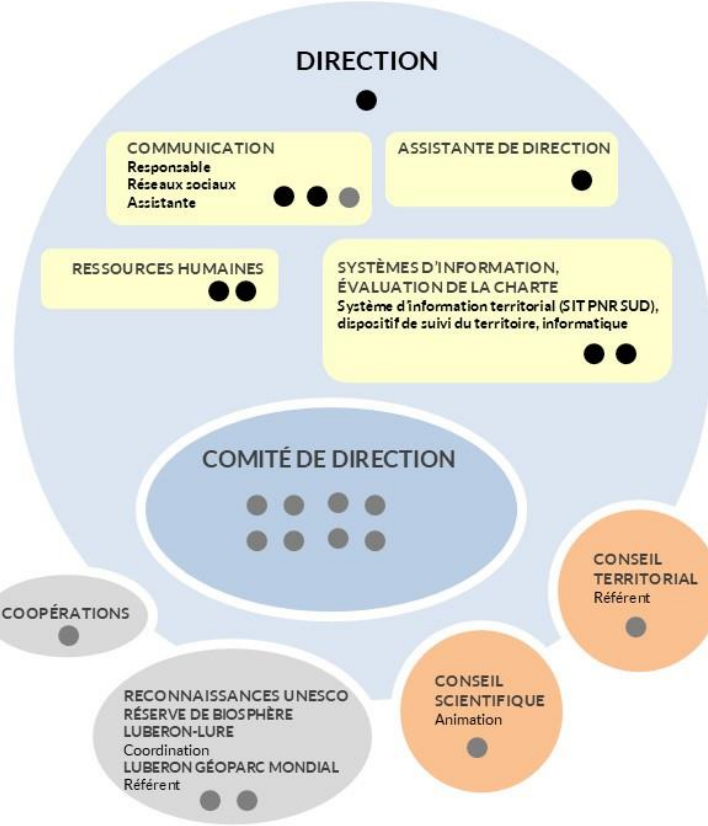 DIRECTION
COMMUNICATION
Responsable
Réseaux sociaux
Assistante
ASSISTANTE DE DIRECTION
RESSOURCES HUMAINES
SYSTÈMES D'INFORMATION,
ÉVALUATION DE LA CHARTE
Système d'information territorial (SIT PNR SUD),
dispositif de suivi du territoire, informatique
COMITÉ DE DIRECTION
CONSEIL
TERRITORIAL
Référent
COOPÉRATIONS
CONSEIL
SCIENTIFIQUE
Animation
RECONNAISSANCES UNESCO
RÉSERVE DE BIOSPHÈRE
LUBERON-LURE
Coordination
LUBERON GÉOPARC MONDIAL
Référent